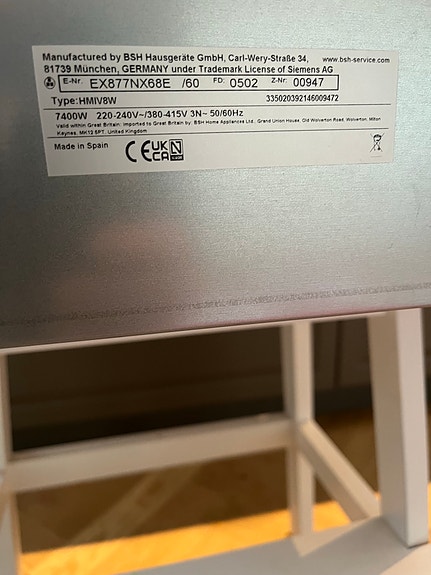 Manufactured by BSH Hausgeräte GmbH, Carl-Wery-Straße 34, www.bsh-service.com
81739 München, GERMANY under Trademark License of Siemens AG
E-Nr. EX877NX68E /60 FD: 0502 Z-Nr: 00947
Type:HMIV8W 335020392146009472
7400W 220-240V~/380-415V 3N~ 50/60Hz
Valid within Great Britain: Imported to Great Britain by: BSH Home Appliances Ltd., Grand Union House, Old Wolverton Road, Wolverton, Milton
Keynes, MK12 5PT, United Kingdom
Made in Spain CE UK CA N